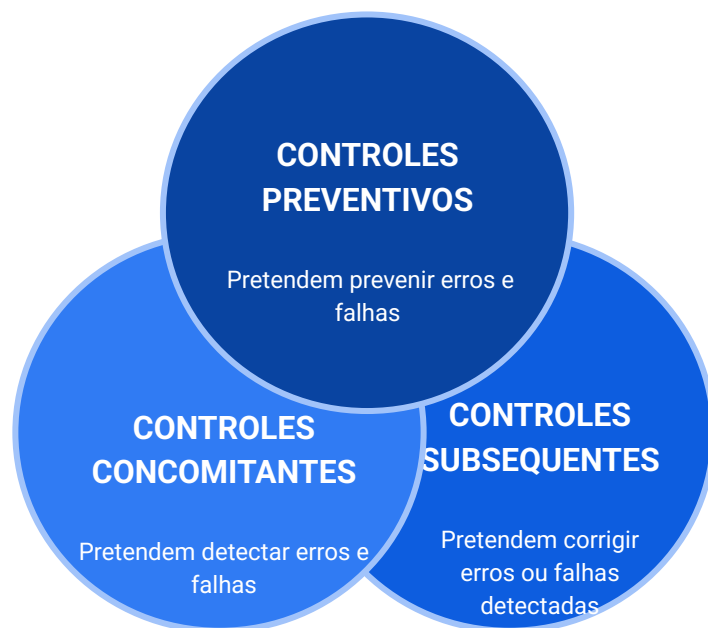 CONTROLES
PREVENTIVOS
Pretendem prevenir erros e
falhas
CONTROLES
CONCOMITANTES
Pretendem detectar erros e
falhas
CONTROLES
SUBSEQUENTES
Pretendem corrigir
erros ou falhas
detectadas